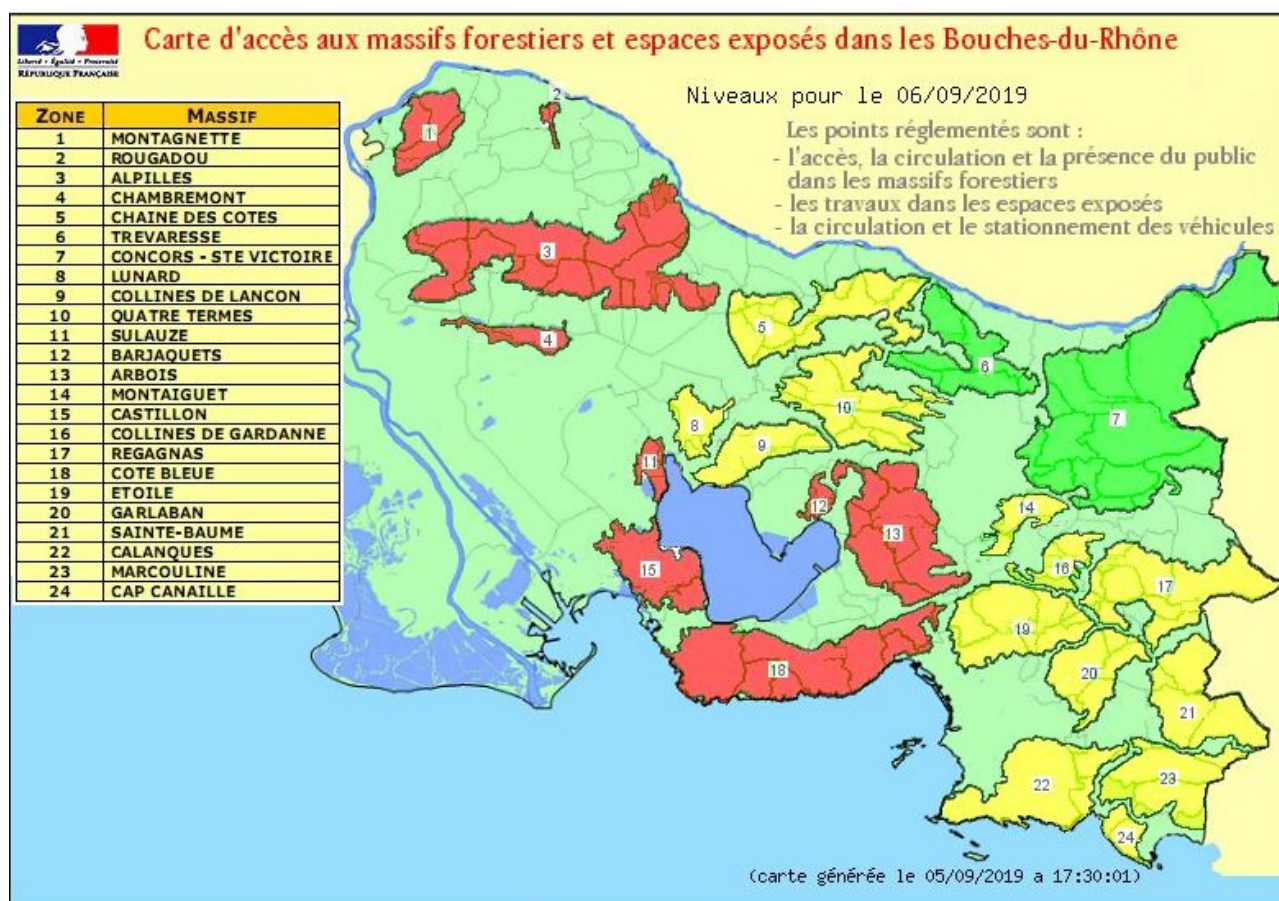 Carte d'accès aux massifs forestiers et espaces exposés dans les Bouches-du-Rhône
Liberté • Égalité • Fraternité
RÉPUBLIQUE FRANÇAISE
Niveaux pour le 06/09/2019
Les points réglementés sont :
- l'accès, la circulation et la présence du public
dans les massifs forestiers
- les travaux dans les espaces exposés
- la circulation et le stationnement des véhicules
ZONE MASSIF
1 MONTAGNETTE
2 ROUGADOU
3 ALPILLES
4 CHAMBREMONT
5 CHAINE DES COTES
6 TREVARESSE
7 CONCORS - STE VICTOIRE
8 LUNARD
9 COLLINES DE LANCON
10 QUATRE TERMES
11 SULAUZE
12 BARJAQUETS
13 ARBOIS
14 MONTAIGUET
15 CASTILLON
16 COLLINES DE GARDANNE
17 REGAGNAS
18 COTE BLEUE
19 ETOILE
20 GARLABAN
21 SAINTE-BAUME
22 CALANQUES
23 MARCOULINE
24 CAP CANAILLE
2
1
3
5
4
6
10
7
8
9
11
12
14
13
15
16
17
19
18
20
21
22
23
24
(carte générée le 05/09/2019 a 17:30:01)